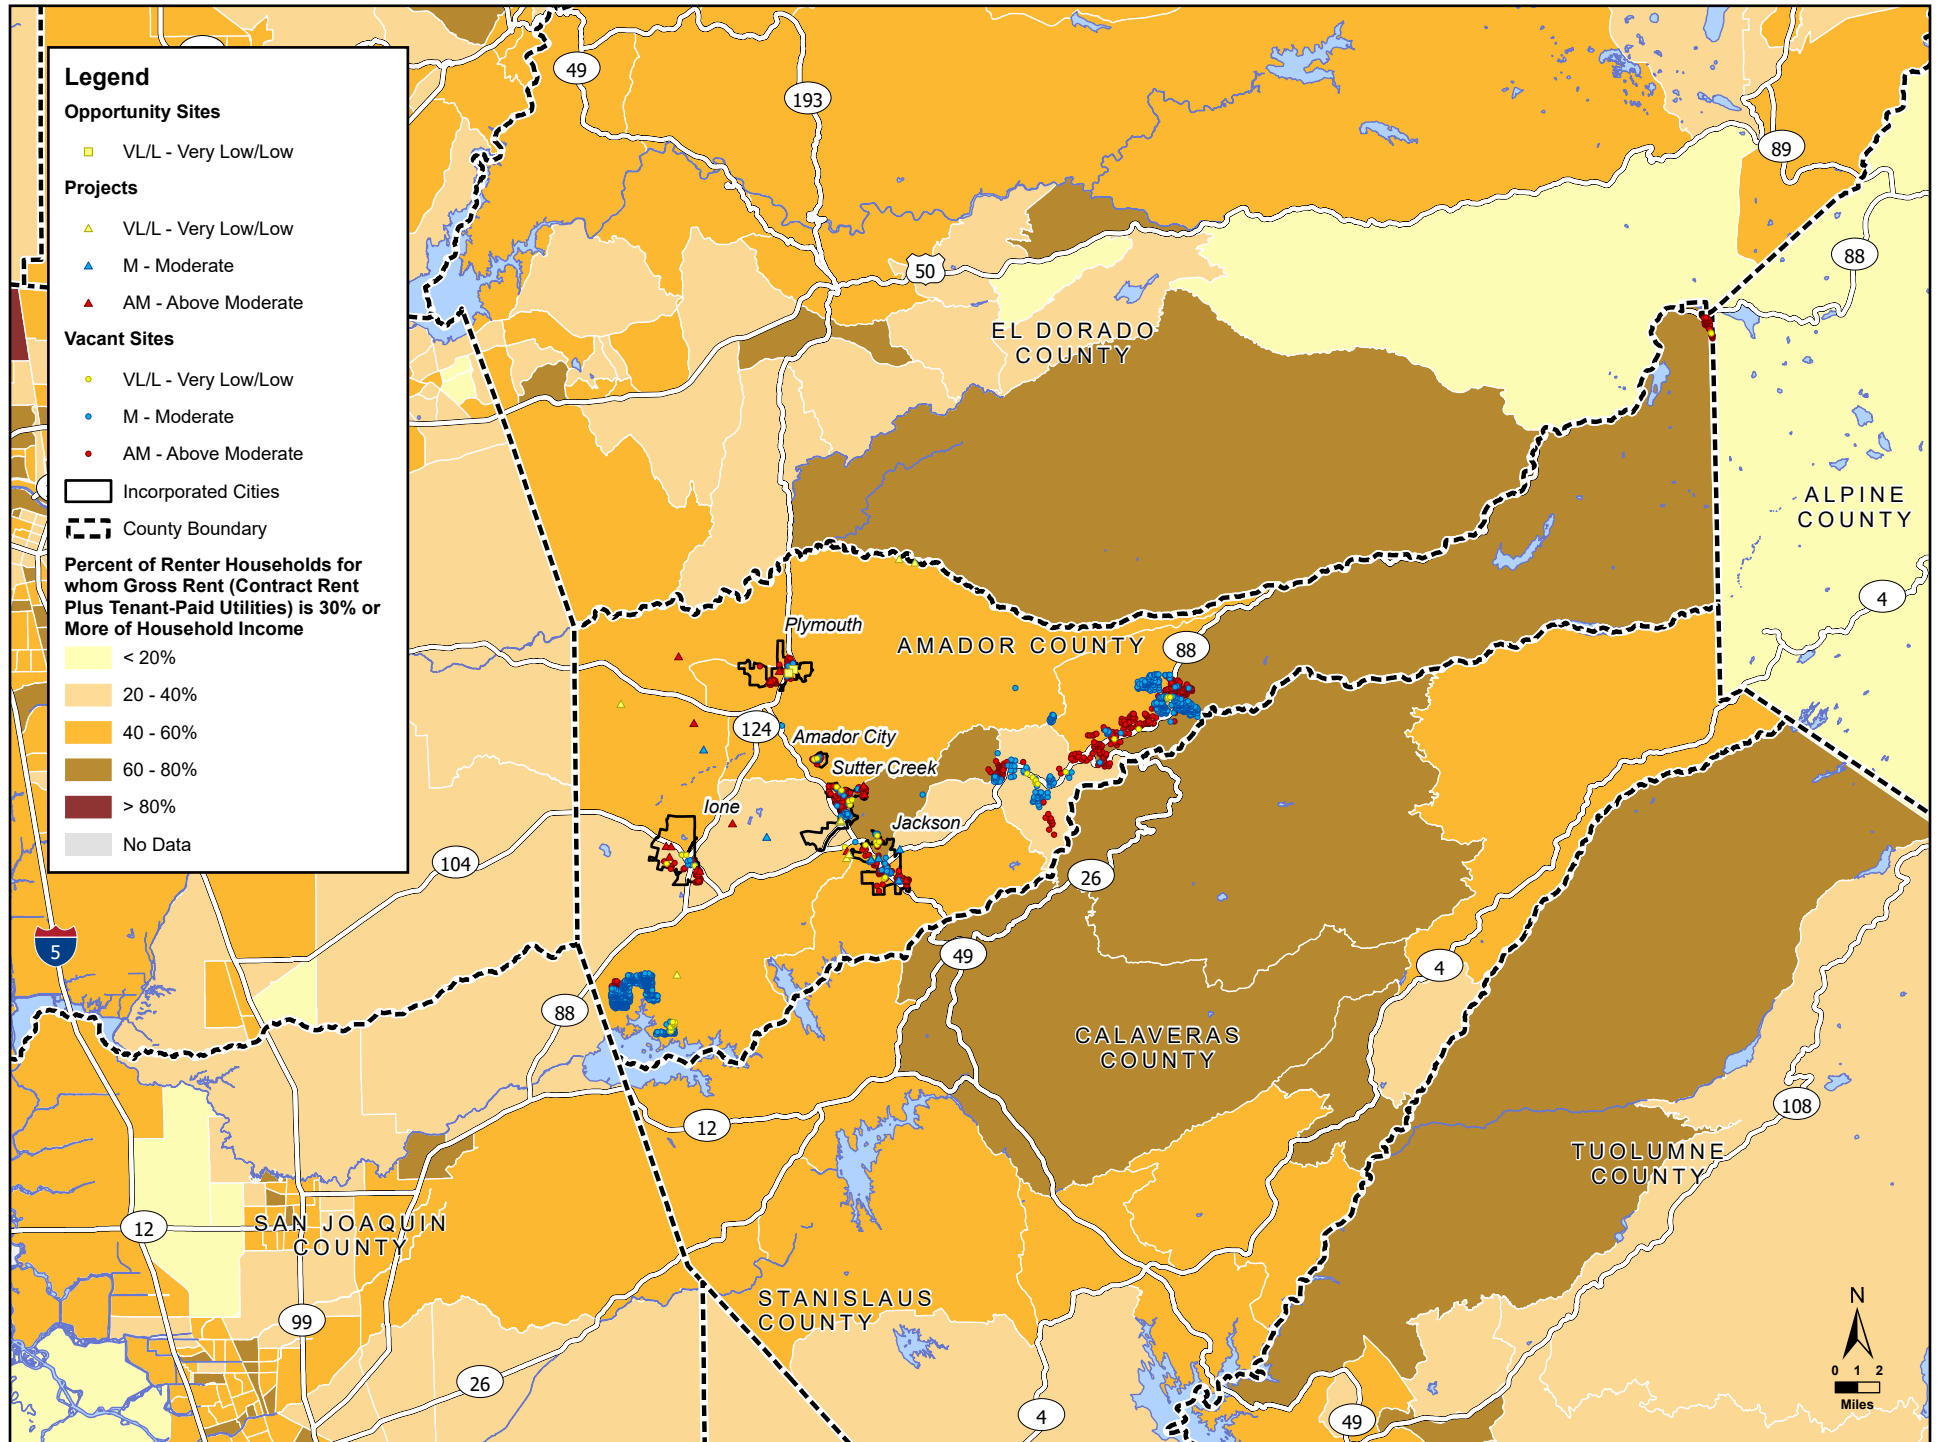 Legend
Opportunity Sites
VL/L - Very Low/Low
Projects
VL/L - Very Low/Low
M - Moderate
AM - Above Moderate
Vacant Sites
VL/L - Very Low/Low
M - Moderate
AM - Above Moderate
Incorporated Cities
County Boundary
Percent of Renter Households for
whom Gross Rent (Contract Rent
Plus Tenant-Paid Utilities) is 30% or
More of Household Income
< 20%
20 - 40%
40 - 60%
60 - 80%
> 80%
No Data
49
193
89
88
50
EL DORADO
COUNTY
ALPINE
COUNTY
4
Plymouth
AMADOR COUNTY
88
124
Amador City
Sutter Creek
Ione
Jackson
104
26
5
49
4
88
CALAVERAS
COUNTY
12
108
TUOLUMNE
COUNTY
12
SAN JOAQUIN
COUNTY
99
STANISLAUS
COUNTY
26
4
49
N
0 1 2
Miles